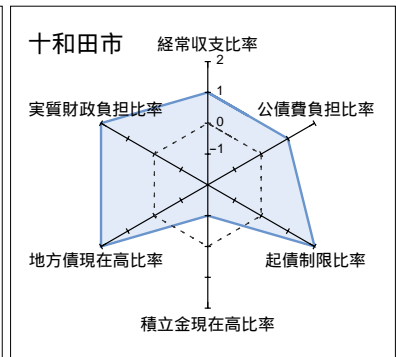 十和田市
経常収支比率
2
1
0
−1
公債費負担比率
実質財政負担比率
地方債現在高比率
起債制限比率
積立金現在高比率